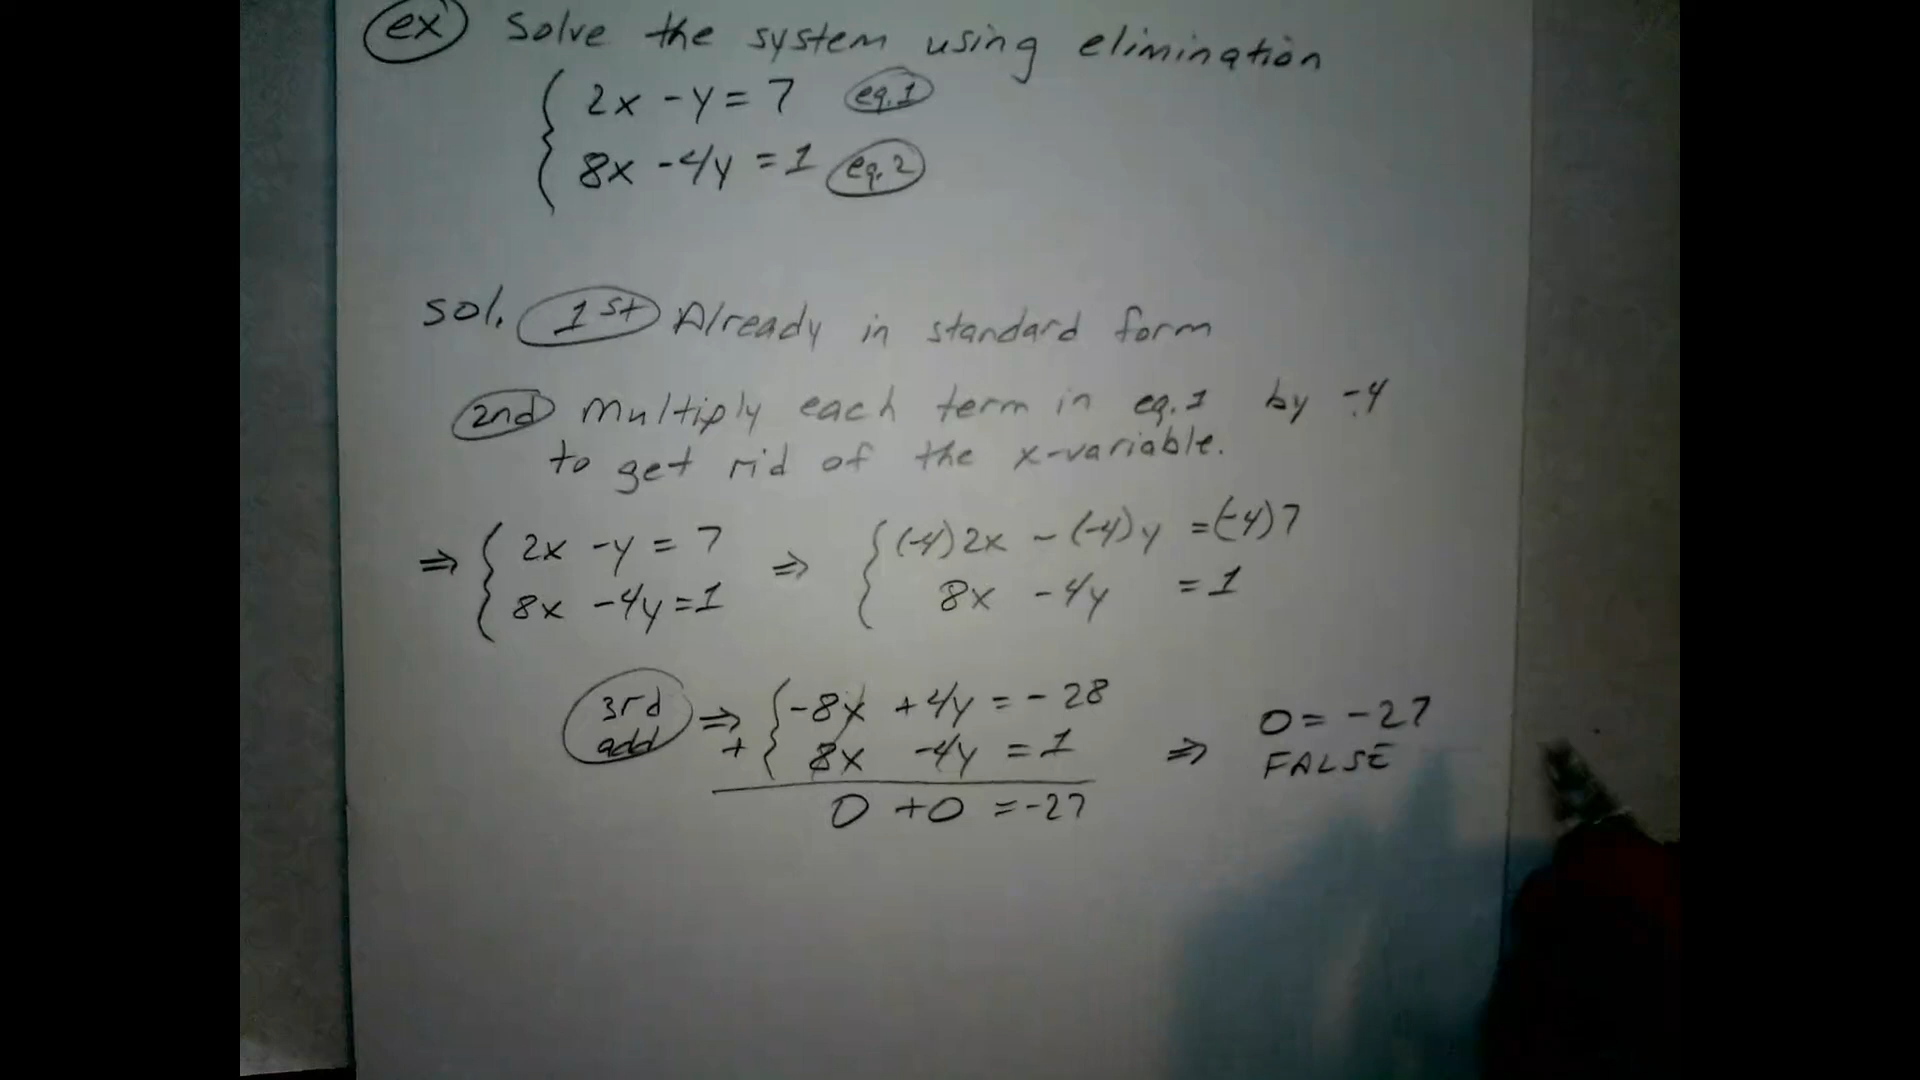 ex Solve the system using elimination
2x - y = 7 eq.1
8x - 4y = 1 eq.2
sol. 1st Already in standard form
2nd Multiply each term in eq.1 by -4
to get rid of the x-variable.
⇒ { 2x - y = 7 ⇒ { (-4)2x - (-4)y = (-4)7
8x - 4y = 1 8x - 4y = 1
3rd add ⇒ { -8x + 4y = -28
+ 8x - 4y = 1 ⇒ 0 = -27
FALSE
0 + 0 = -27